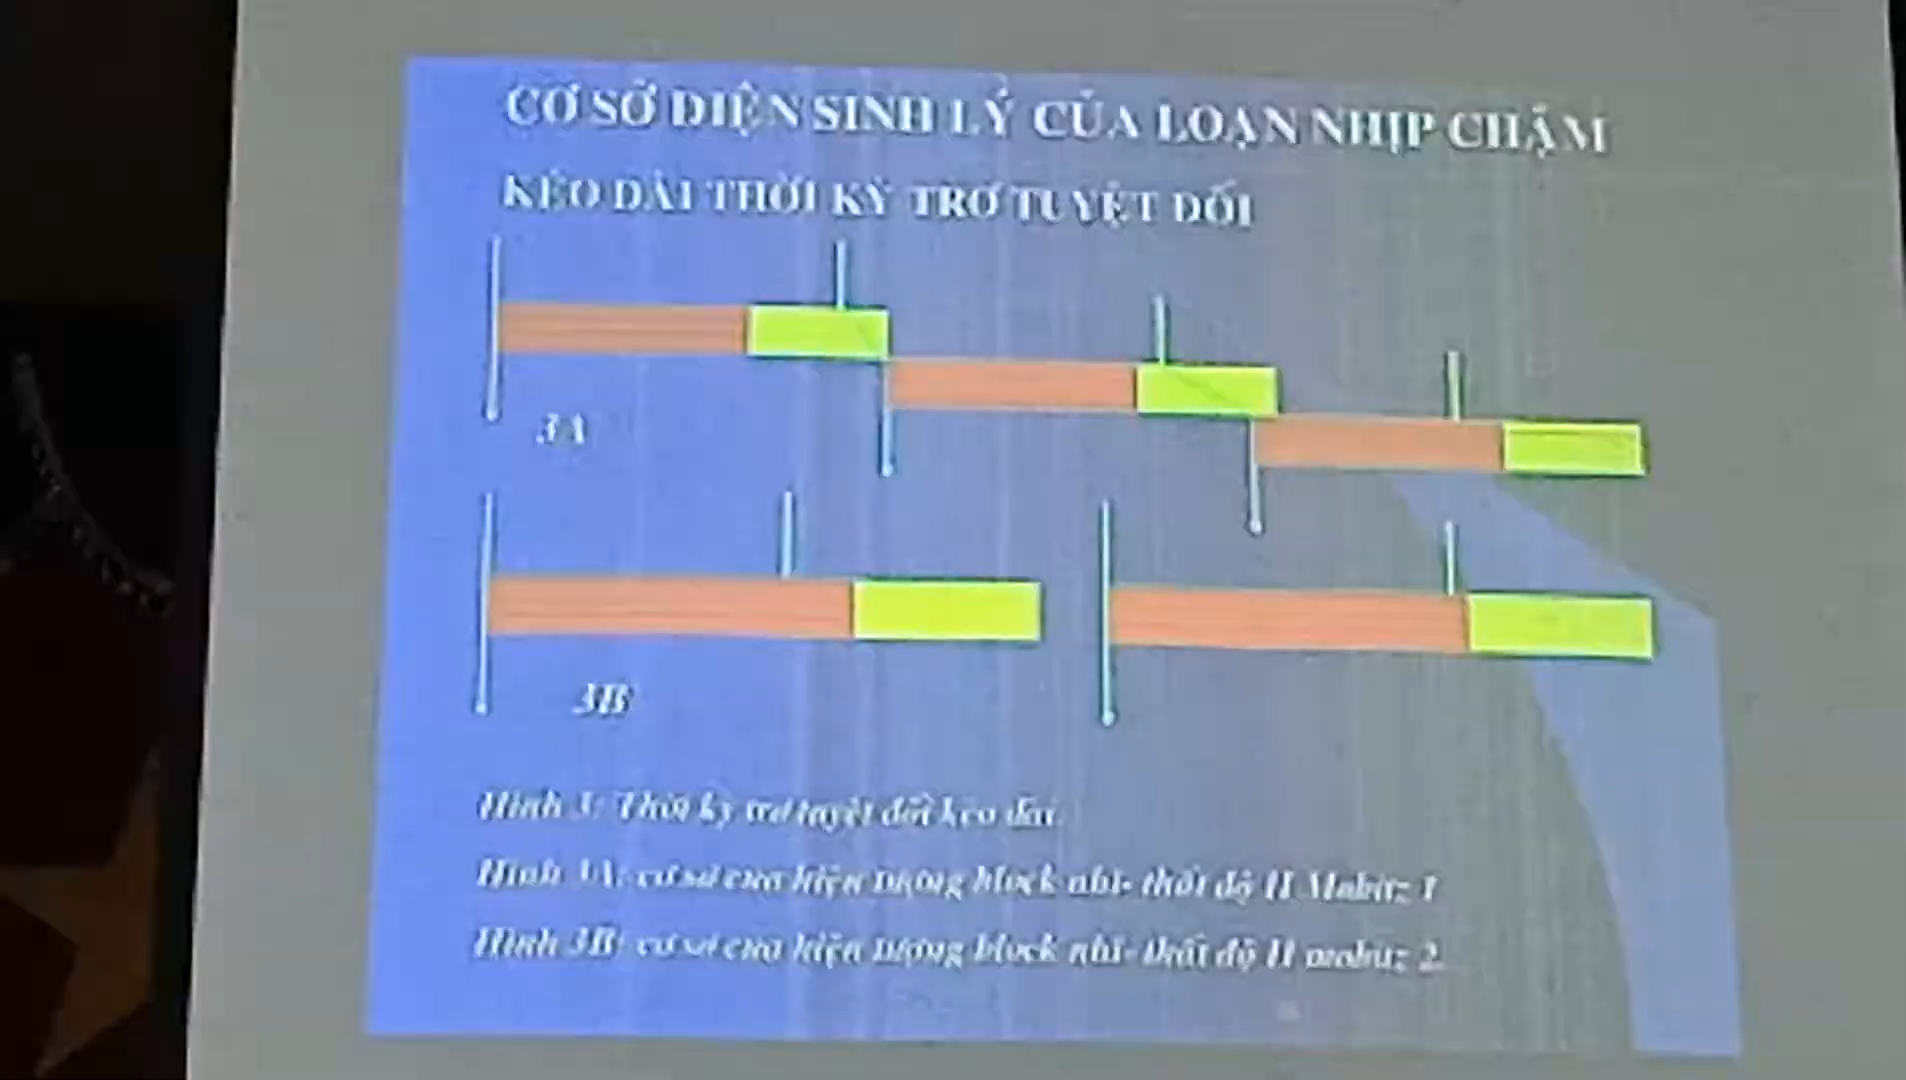 CƠ SỞ ĐIỆN SINH LÝ CỦA LOẠN NHỊP CHẬM
KÉO DÀI THỜI KỲ TRƠ TUYỆT ĐỐI
3A
3B
Hình 3: Thời kỳ trơ tuyệt đối kéo dài.
Hình 3A: cơ sở của hiện tượng block nhĩ- thất độ II Mobitz 1
Hình 3B: cơ sở của hiện tượng block nhĩ- thất độ II mobitz 2.